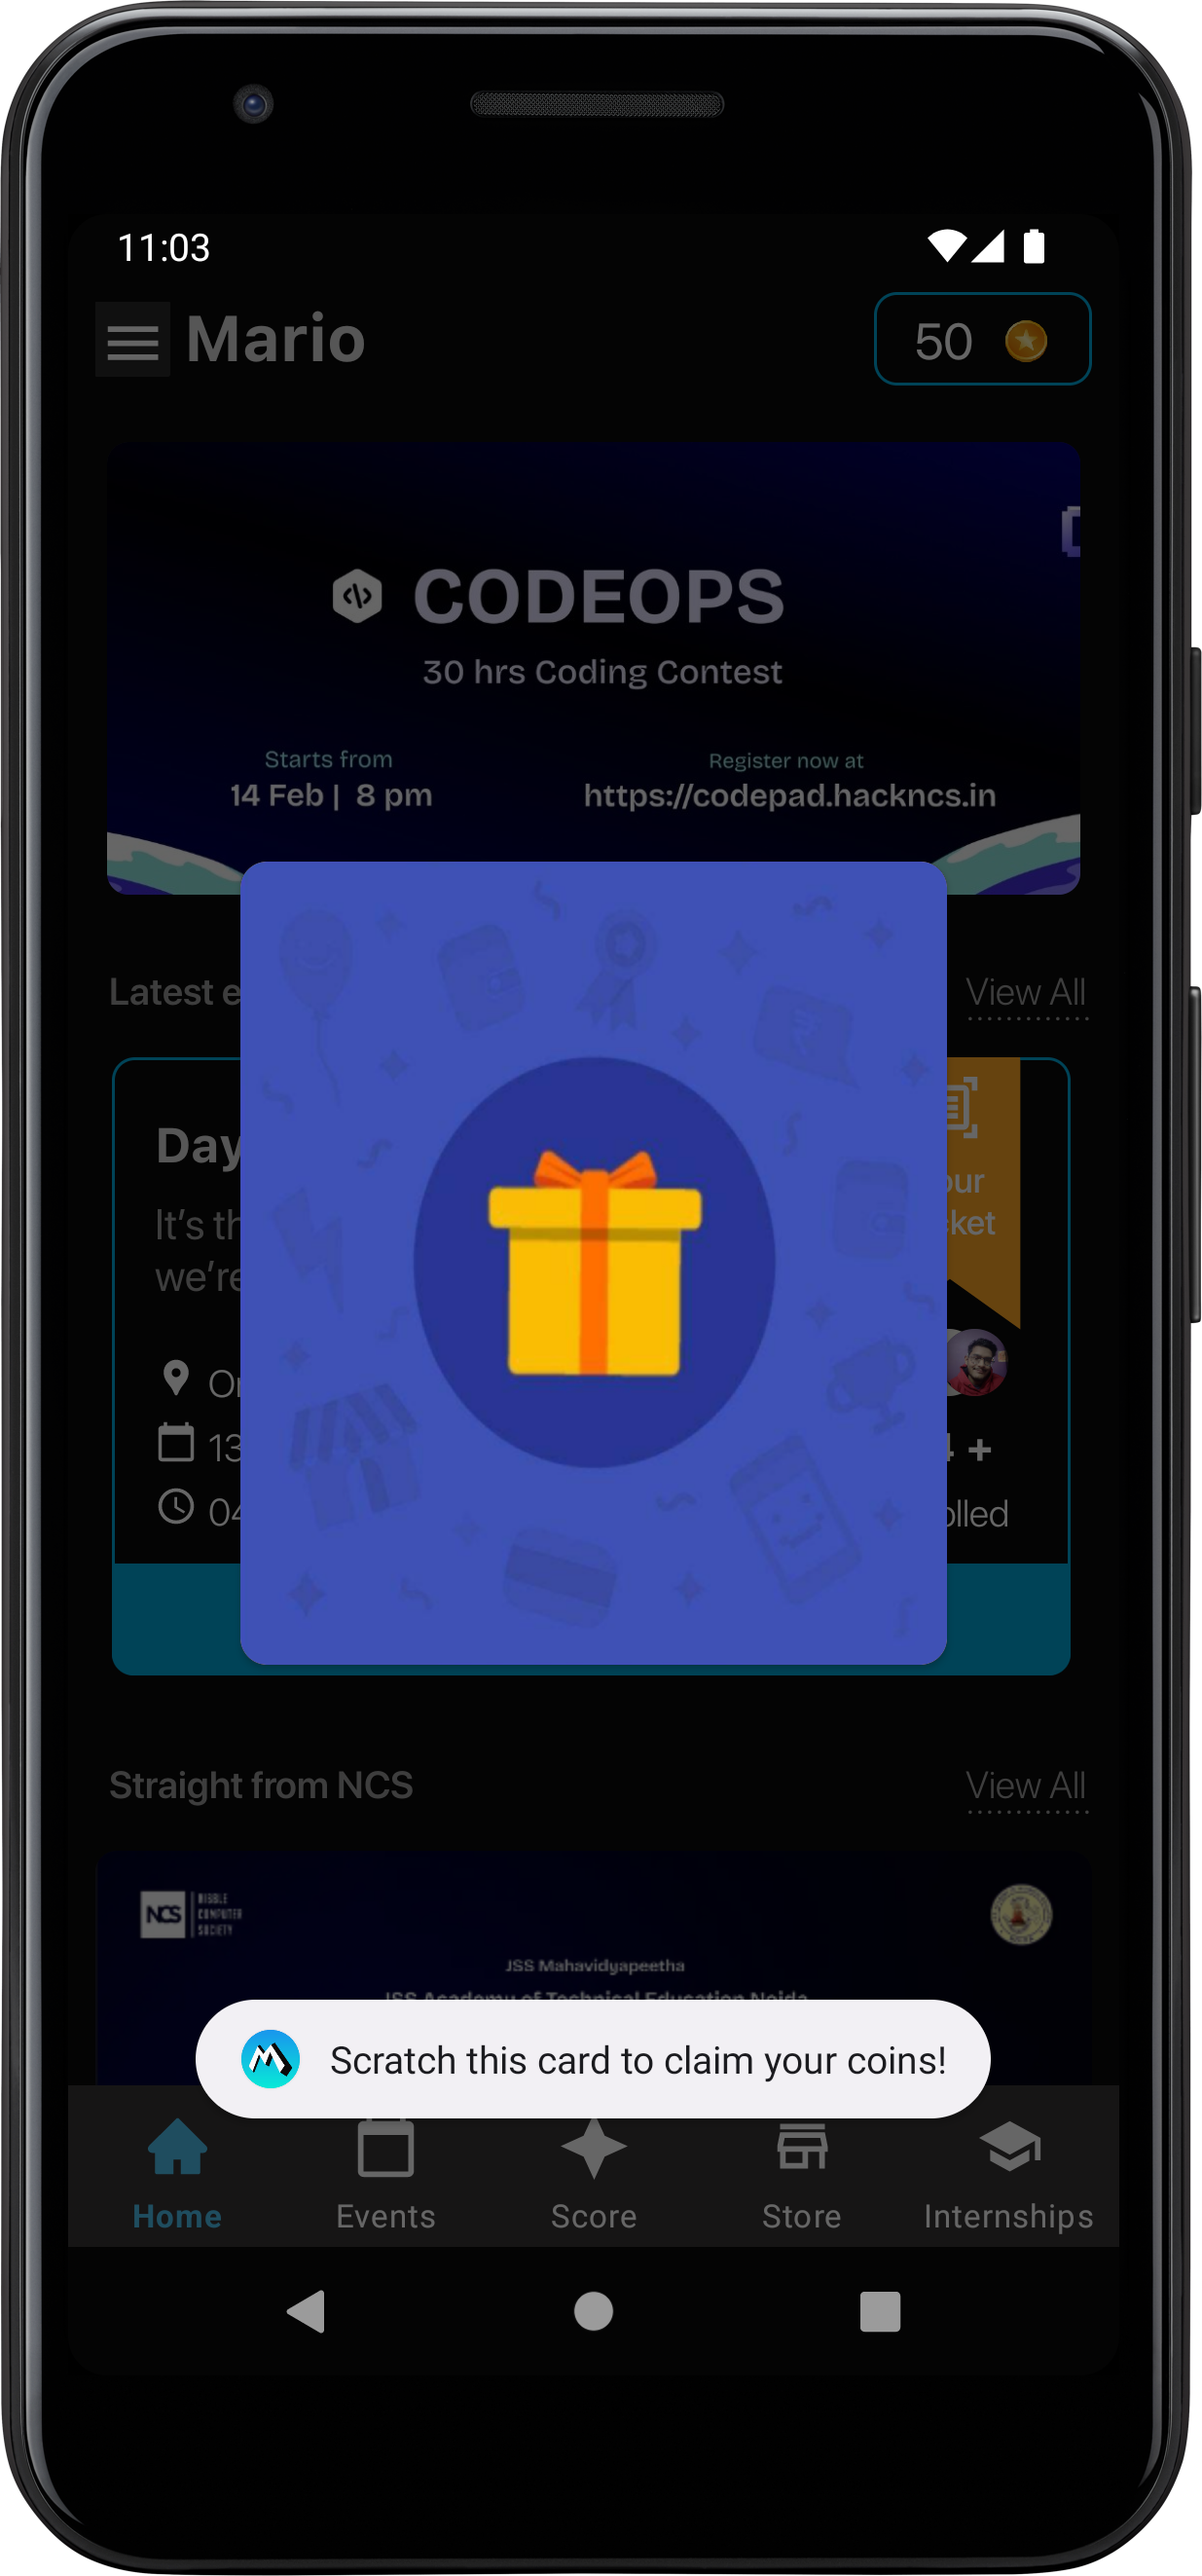 11:03
Mario
50
CODEOPS
30 hrs Coding Contest
Starts from
14 Feb | 8 pm
Register now at
https://codepad.hackncs.in
Latest e
View All
Day
It's th
we're
13
04
our
ket
+
olled
Straight from NCS
View All
NCS
NIBBLE
COMPUTER
SOCIETY
JSS Mahavidyapeetha
JSS Academy of Technical Education Noida
Scratch this card to claim your coins!
Home
Events
Score
Store
Internships